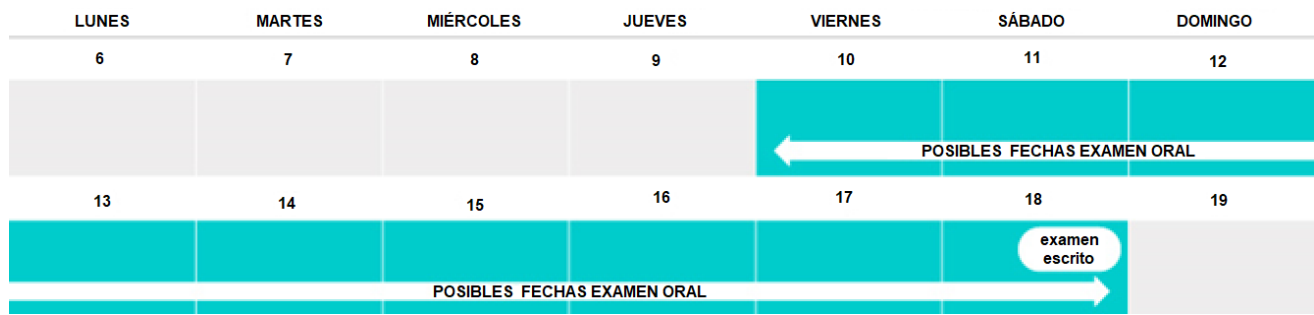 LUNES MARTES MIÉRCOLES JUEVES VIERNES SÁBADO DOMINGO
6 7 8 9 10 11 12
POSIBLES FECHAS EXAMEN ORAL
13 14 15 16 17 18 19
examen
escrito
POSIBLES FECHAS EXAMEN ORAL